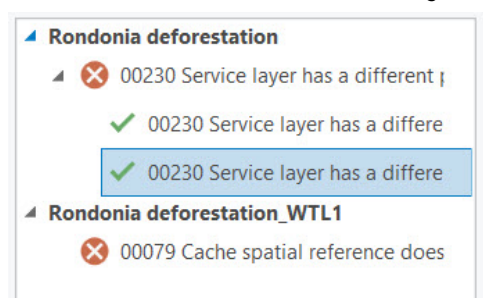 Rondonia deforestation
00230 Service layer has a different
00230 Service layer has a differe
00230 Service layer has a differe
Rondonia deforestation_WTL1
00079 Cache spatial reference does